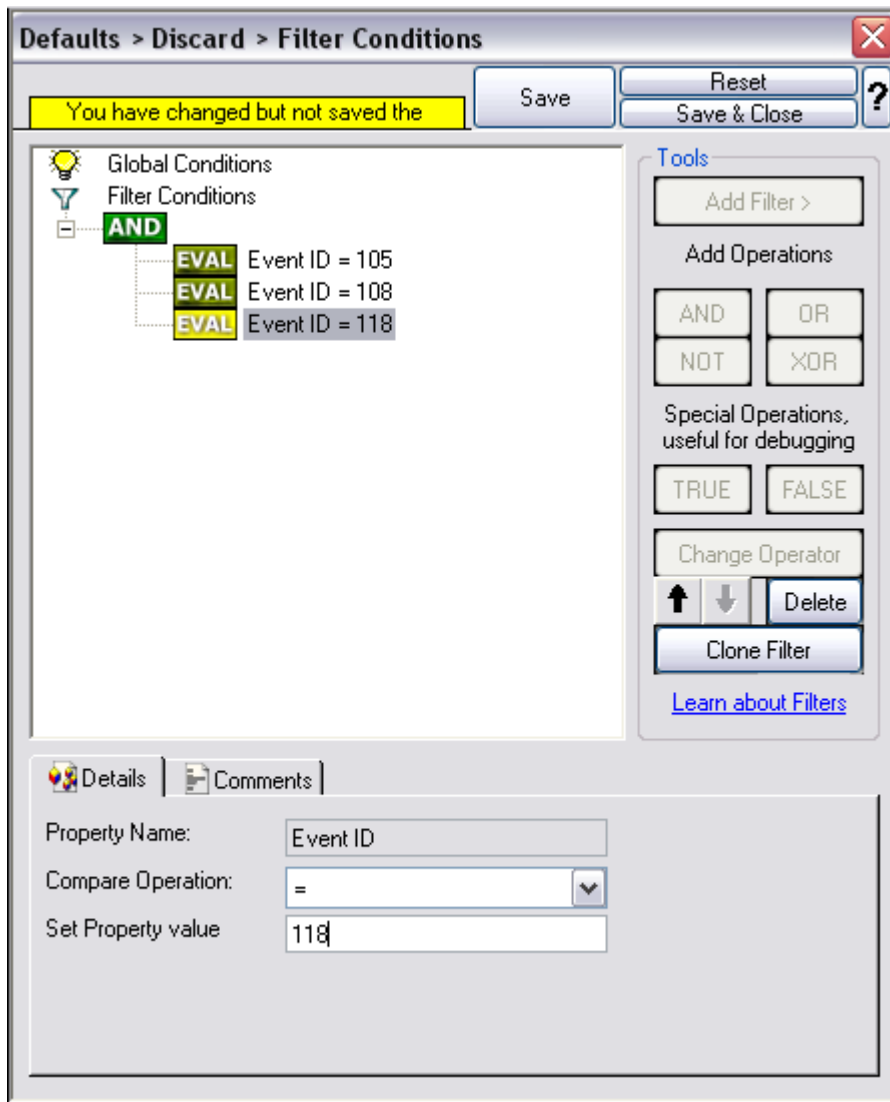 Defaults > Discard > Filter Conditions
You have changed but not saved the
Save
Reset
Save & Close
?
Global Conditions
Filter Conditions
AND
EVAL Event ID = 105
EVAL Event ID = 108
EVAL Event ID = 118
Tools
Add Filter >
Add Operations
AND OR
NOT XOR
Special Operations,
useful for debugging
TRUE FALSE
Change Operator
Delete
Clone Filter
Learn about Filters
Details Comments
Property Name: Event ID
Compare Operation: =
Set Property value 118